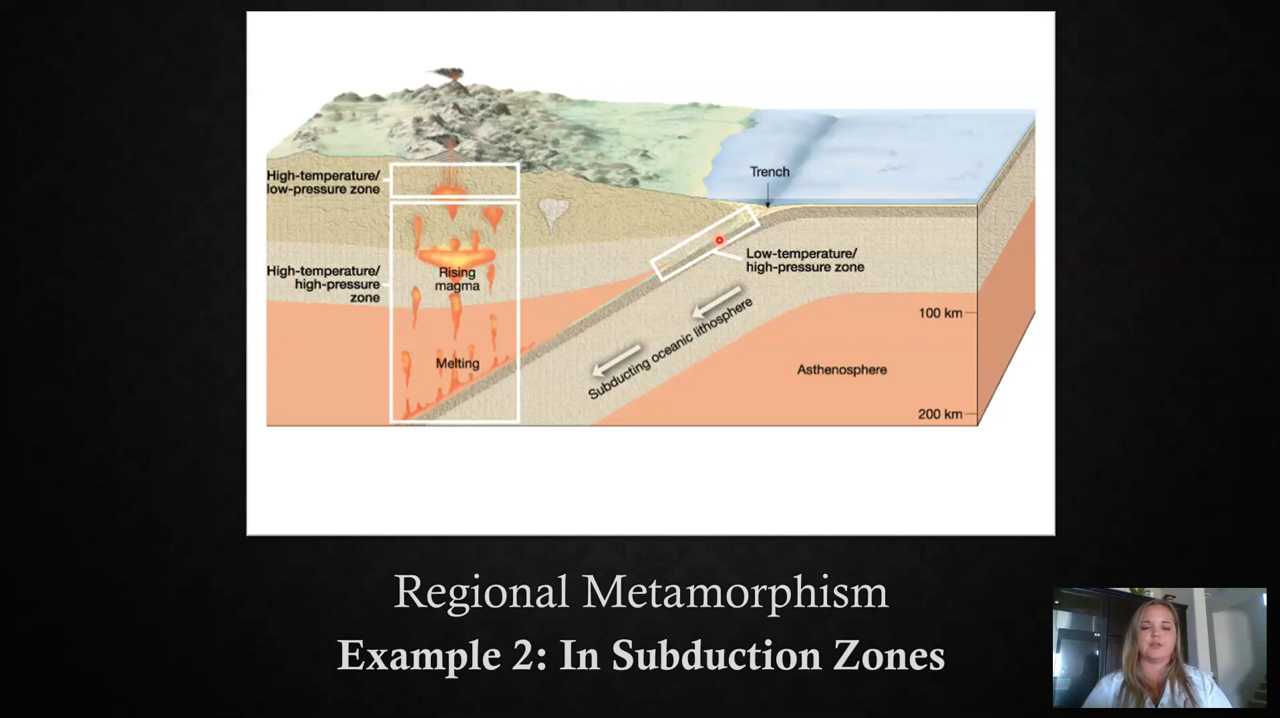 Trench
High-temperature/
low-pressure zone
High-temperature/
high-pressure
zone
Rising
magma
Melting
Low-temperature/
high-pressure zone
Subducting oceanic lithosphere
100 km
Asthenosphere
200 km
Regional Metamorphism
Example 2: In Subduction Zones